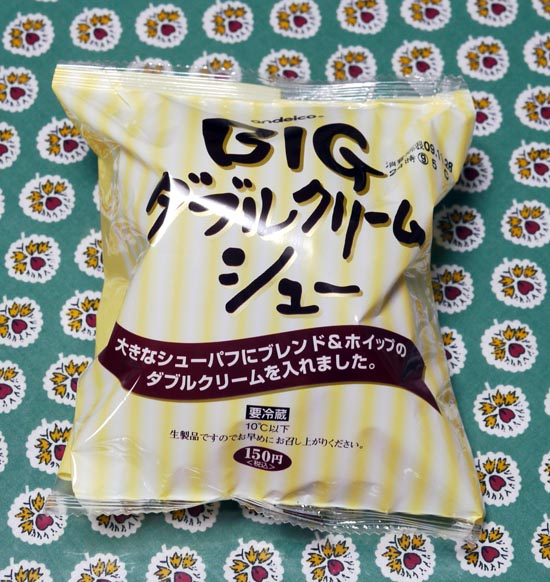 andeico
BIG
ダブルクリーム
シュー
大きなシューパフにブレンド&ホイップの
ダブルクリームを入れました。
要冷蔵
10℃以下
生製品ですのでお早めにお召し上がりください。
150円
<税込>